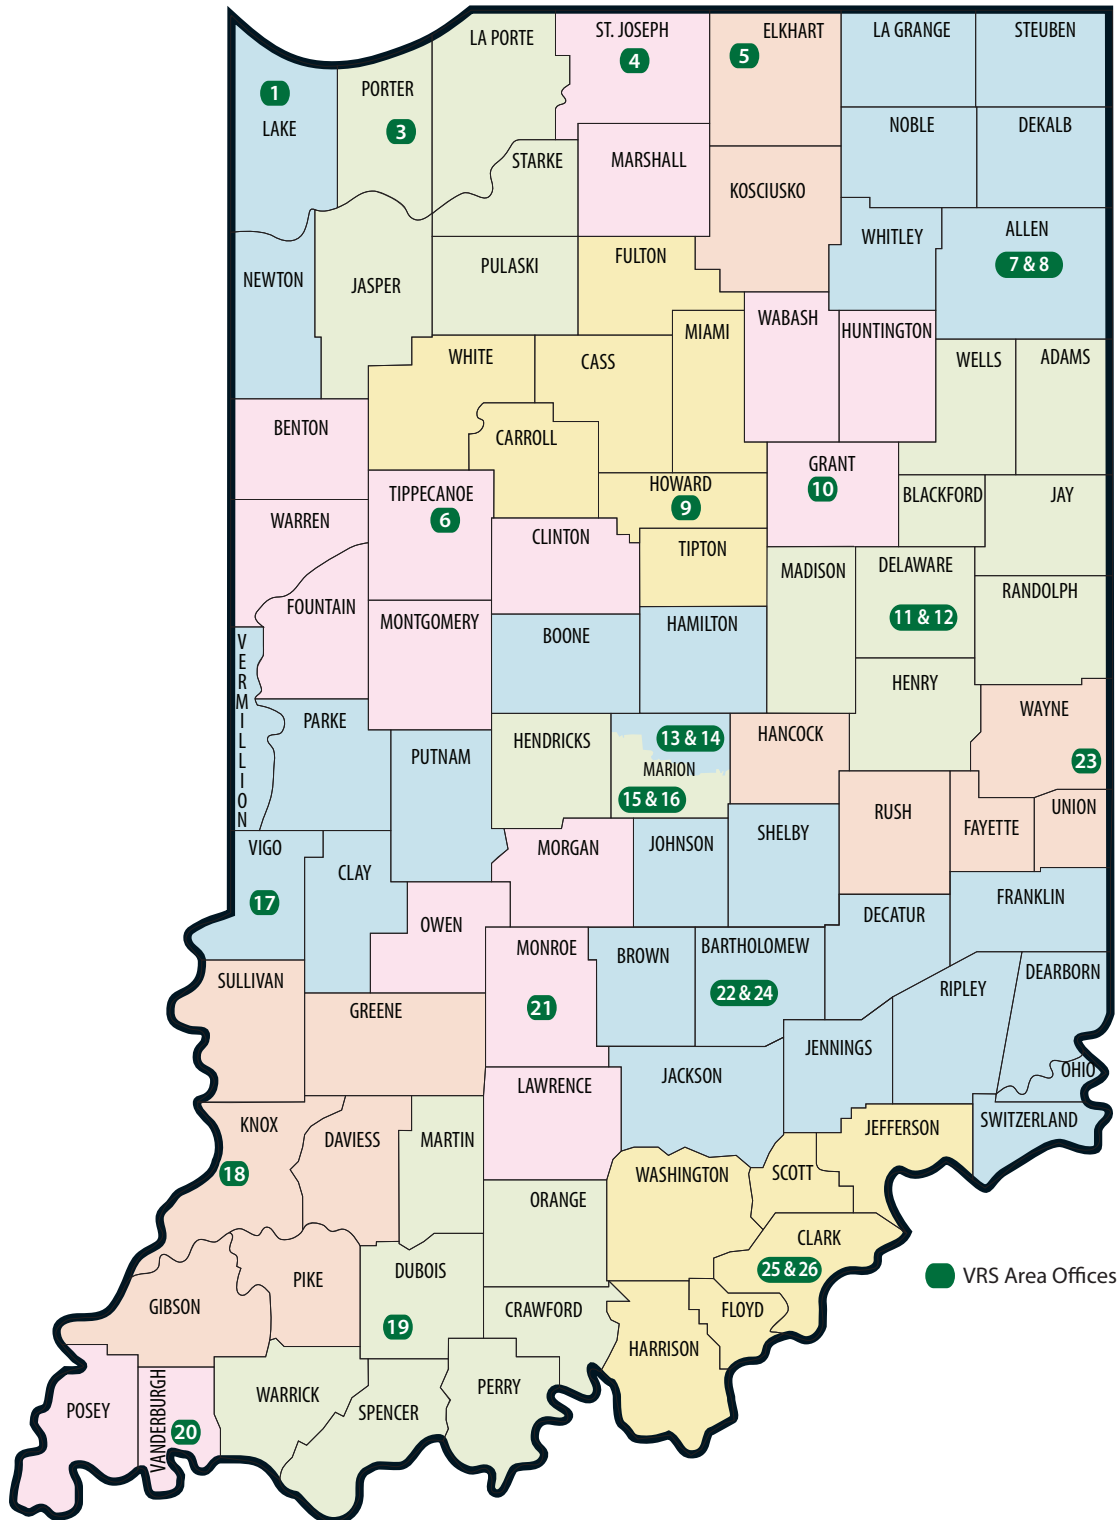 LA PORTE
ST. JOSEPH
4
ELKHART
5
LA GRANGE
STEUBEN
1
LAKE
PORTER
3
NOBLE
DEKALB
STARKE
MARSHALL
KOSCIUSKO
WHITLEY
ALLEN
7 & 8
NEWTON
JASPER
PULASKI
FULTON
WABASH
HUNTINGTON
MIAMI
WHITE
CASS
WELLS
ADAMS
BENTON
CARROLL
GRANT
10
TIPPECANOE
6
HOWARD
9
BLACKFORD
JAY
WARREN
CLINTON
TIPTON
MADISON
DELAWARE
11 & 12
RANDOLPH
FOUNTAIN
MONTGOMERY
BOONE
HAMILTON
HENRY
VERMILLION
PARKE
PUTNAM
HENDRICKS
13 & 14
MARION
15 & 16
HANCOCK
WAYNE
23
RUSH
FAYETTE
UNION
VIGO
17
CLAY
MORGAN
JOHNSON
SHELBY
OWEN
DECATUR
FRANKLIN
MONROE
21
BROWN
BARTHOLOMEW
22 & 24
SULLIVAN
GREENE
RIPLEY
DEARBORN
JENNINGS
OHIO
LAWRENCE
JACKSON
KNOX
18
DAVIESS
MARTIN
JEFFERSON
SWITZERLAND
WASHINGTON
SCOTT
ORANGE
CLARK
25 & 26
DUBOIS
19
PIKE
GIBSON
CRAWFORD
FLOYD
HARRISON
VRS Area Offices
POSEY
VANDERBURGH
20
WARRICK
SPENCER
PERRY